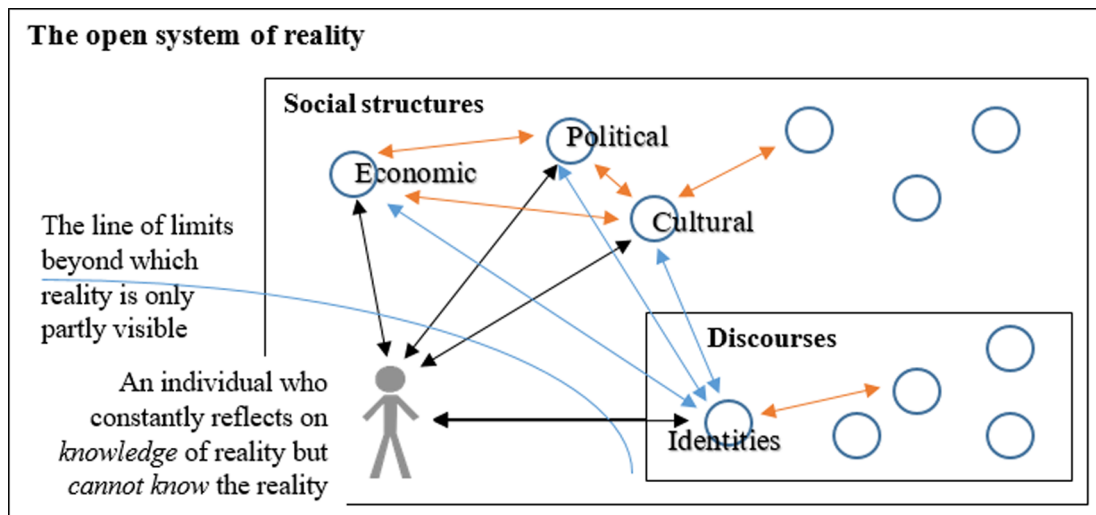 The open system of reality
Social structures
Political
Economic
Cultural
The line of limits
beyond which
reality is only
partly visible
Discourses
An individual who
constantly reflects on
knowledge of reality but
cannot know the reality
Identities